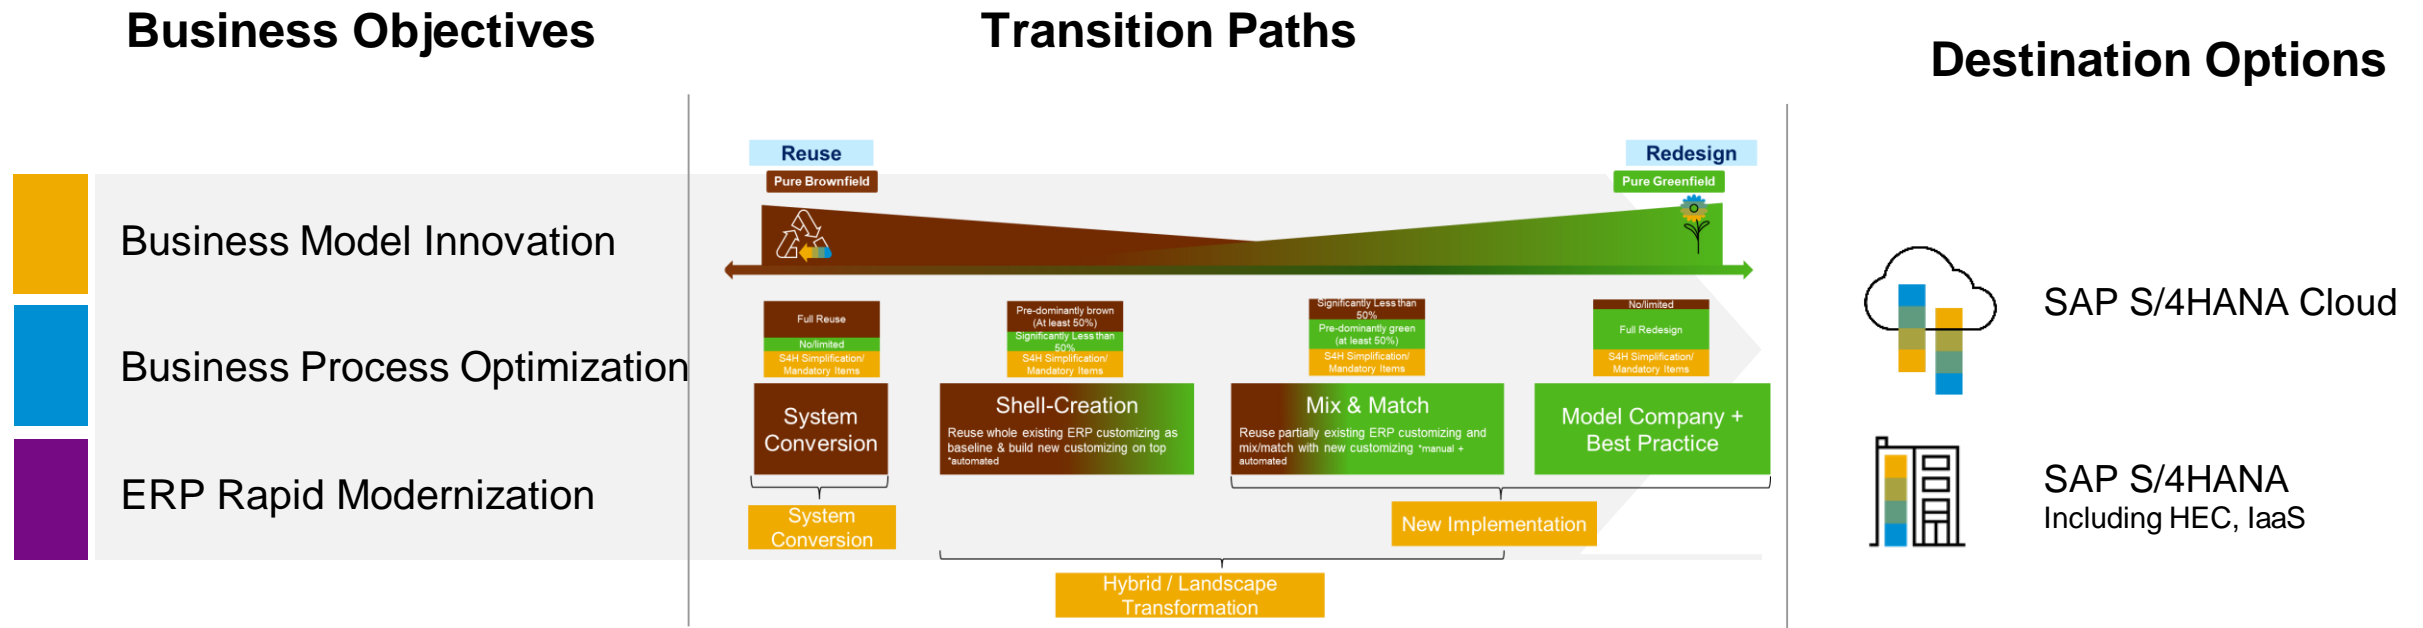 Business Objectives
Transition Paths
Destination Options
Business Model Innovation
Business Process Optimization
ERP Rapid Modernization
Reuse
Pure Brownfield
Redesign
Pure Greenfield
Full Reuse
No/limited
S4H Simplification/
Mandatory Items
Pre-dominantly brown
(At least 50%)
Significantly Less than
50%
S4H Simplification/
Mandatory Items
Significantly Less than
50%
Pre-dominantly green
(at least 50%)
S4H Simplification/
Mandatory Items
No/limited
Full Redesign
S4H Simplification/
Mandatory Items
System
Conversion
Shell-Creation
Reuse whole existing ERP customizing as
baseline & build new customizing on top
*automated
Mix & Match
Reuse partially existing ERP customizing and
mix/match with new customizing *manual +
automated
Model Company +
Best Practice
System
Conversion
New Implementation
Hybrid / Landscape
Transformation
SAP S/4HANA Cloud
SAP S/4HANA
Including HEC, IaaS